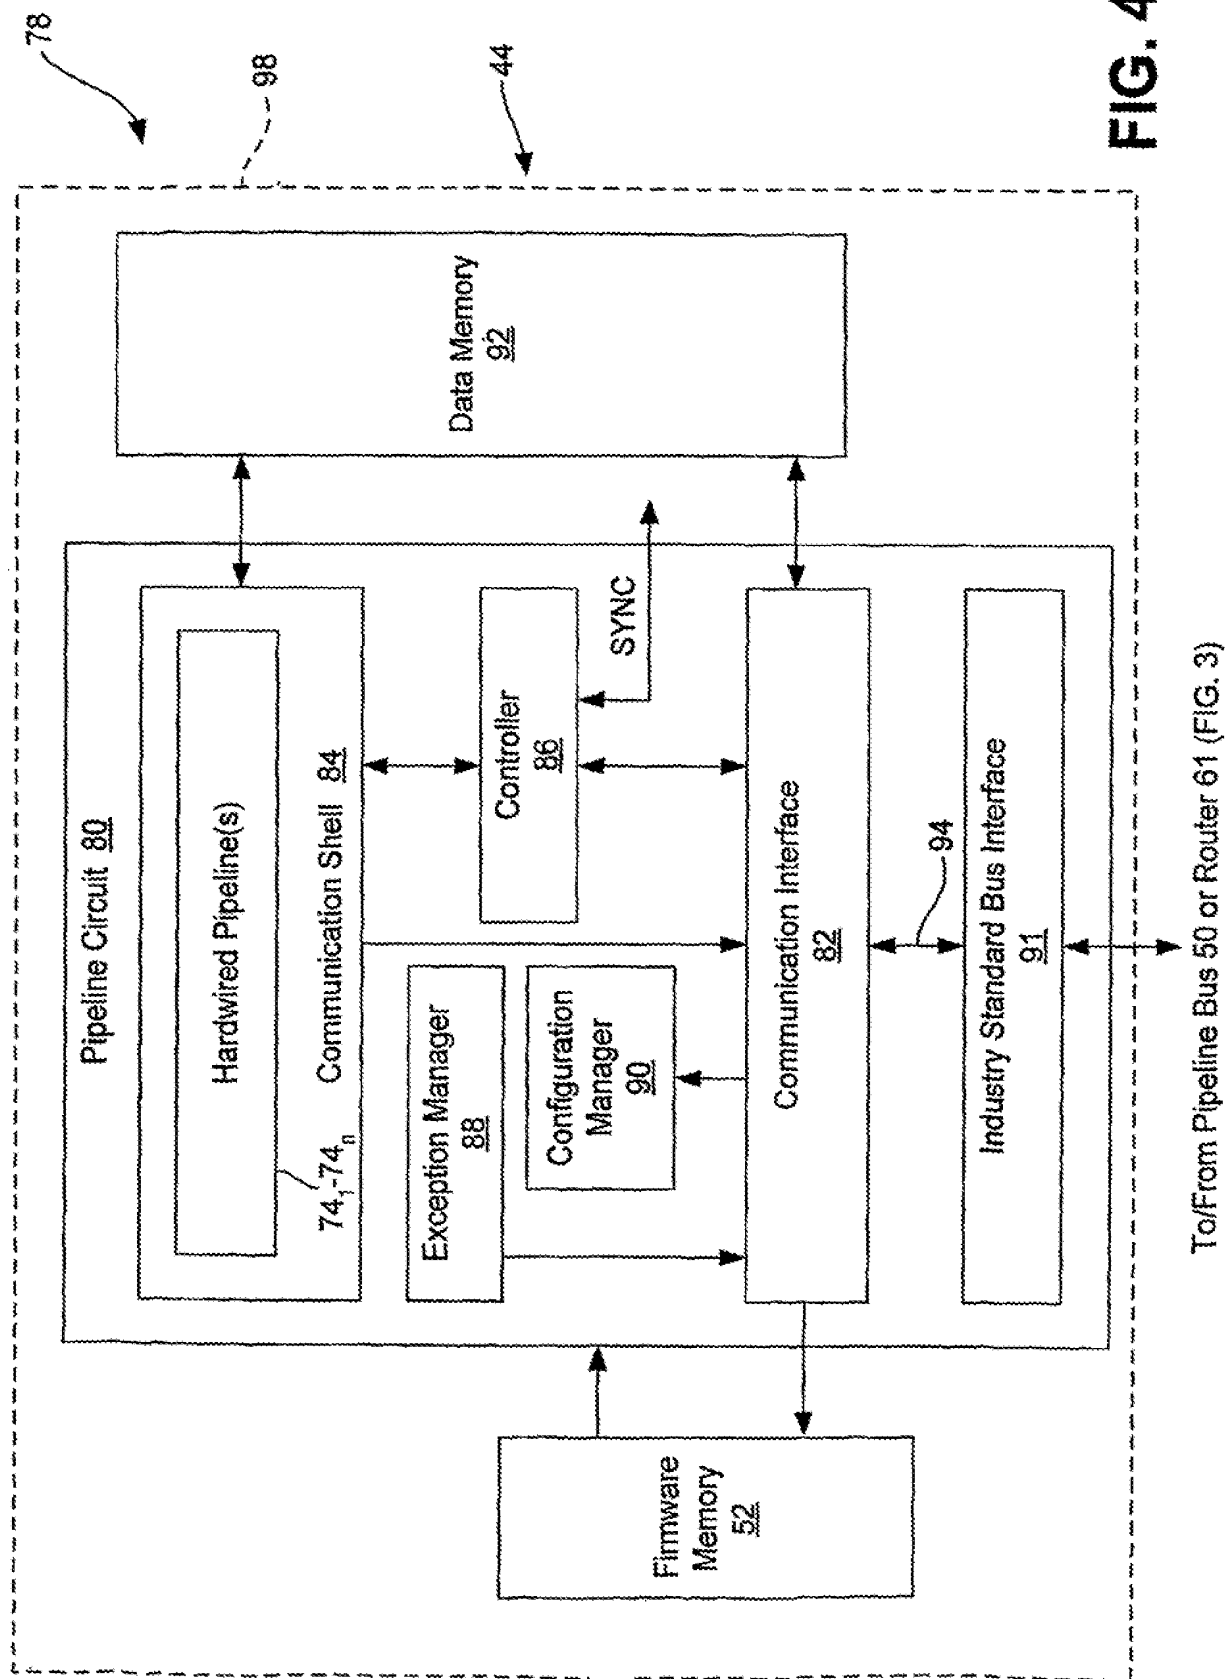 78
98
44
Pipeline Circuit 80
Hardwired Pipeline(s)
74₁-74ₙ
Communication Shell 84
Exception Manager
88
Controller
86
SYNC
Configuration
Manager
90
Communication Interface
82
94
Industry Standard Bus Interface
91
Firmware
Memory
52
Data Memory
92
To/From Pipeline Bus 50 or Router 61 (FIG. 3)
FIG. 4